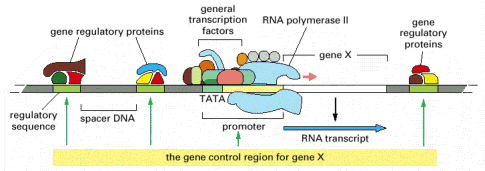 gene regulatory proteins
general
transcription
factors
RNA polymerase II
gene X
gene
regulatory
proteins
TATA
regulatory
sequence
spacer DNA
promoter
RNA transcript
the gene control region for gene X